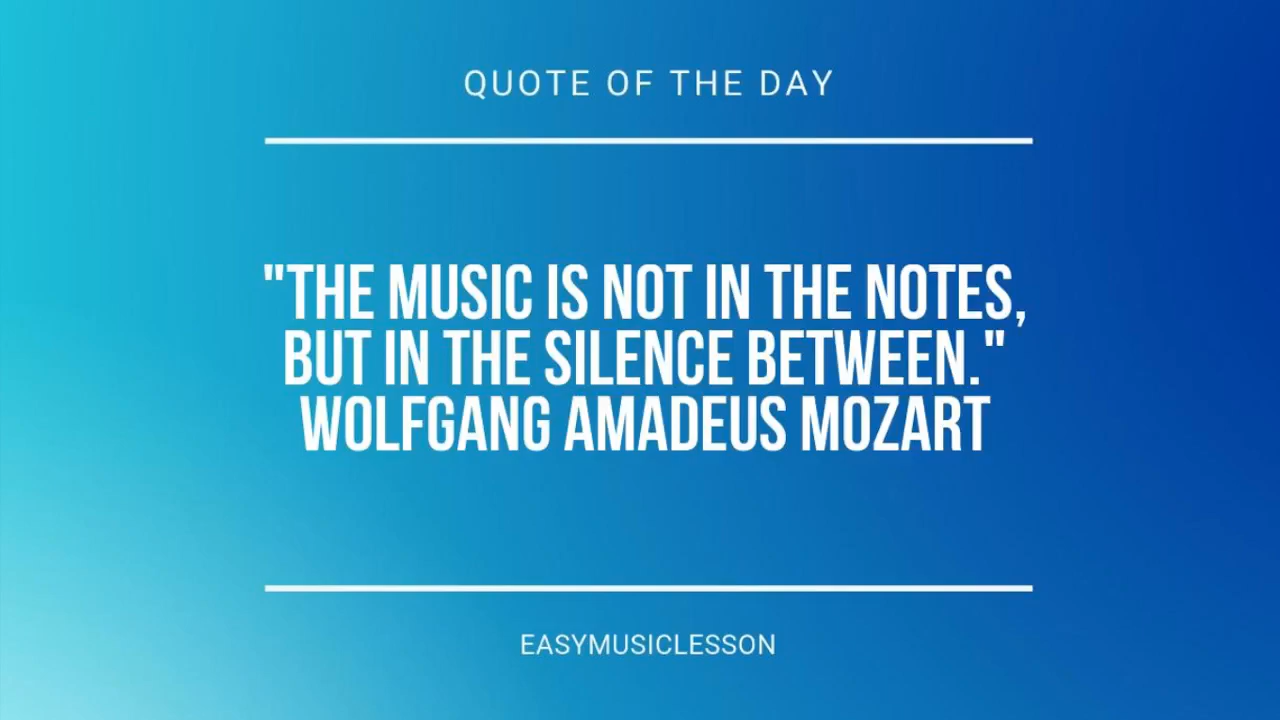 QUOTE OF THE DAY
"THE MUSIC IS NOT IN THE NOTES,
BUT IN THE SILENCE BETWEEN."
WOLFGANG AMADEUS MOZART
EASYMUSICLESSON